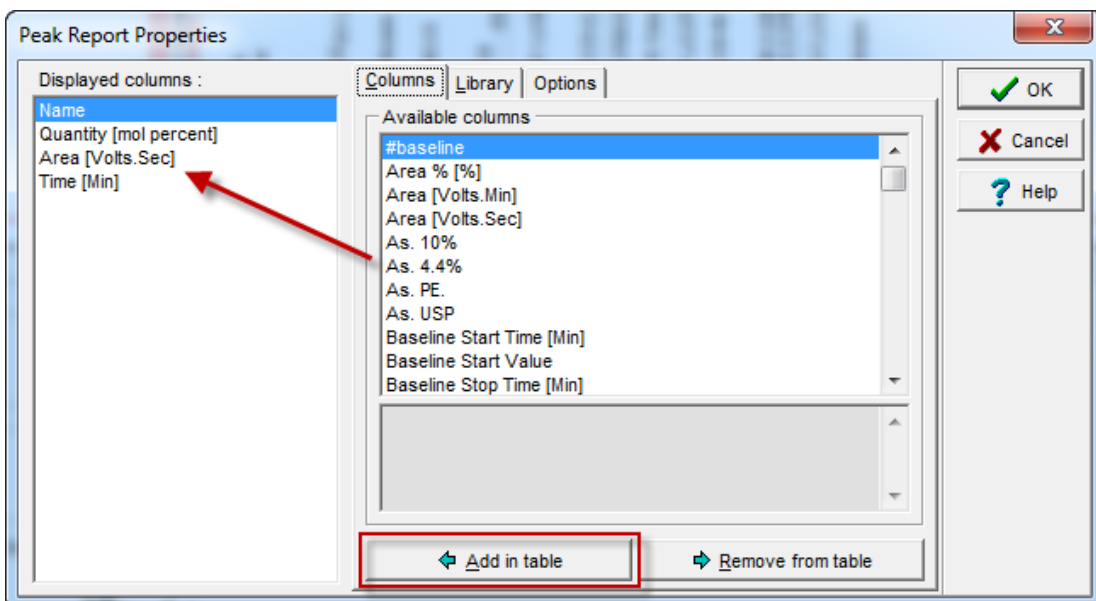 Peak Report Properties
Displayed columns :
Name
Quantity [mol percent]
Area [Volts.Sec]
Time [Min]
Columns
Library
Options
Available columns
#baseline
Area % [%]
Area [Volts.Min]
Area [Volts.Sec]
As. 10%
As. 4.4%
As. PE.
As. USP
Baseline Start Time [Min]
Baseline Start Value
Baseline Stop Time [Min]
Add in table
Remove from table
OK
Cancel
Help